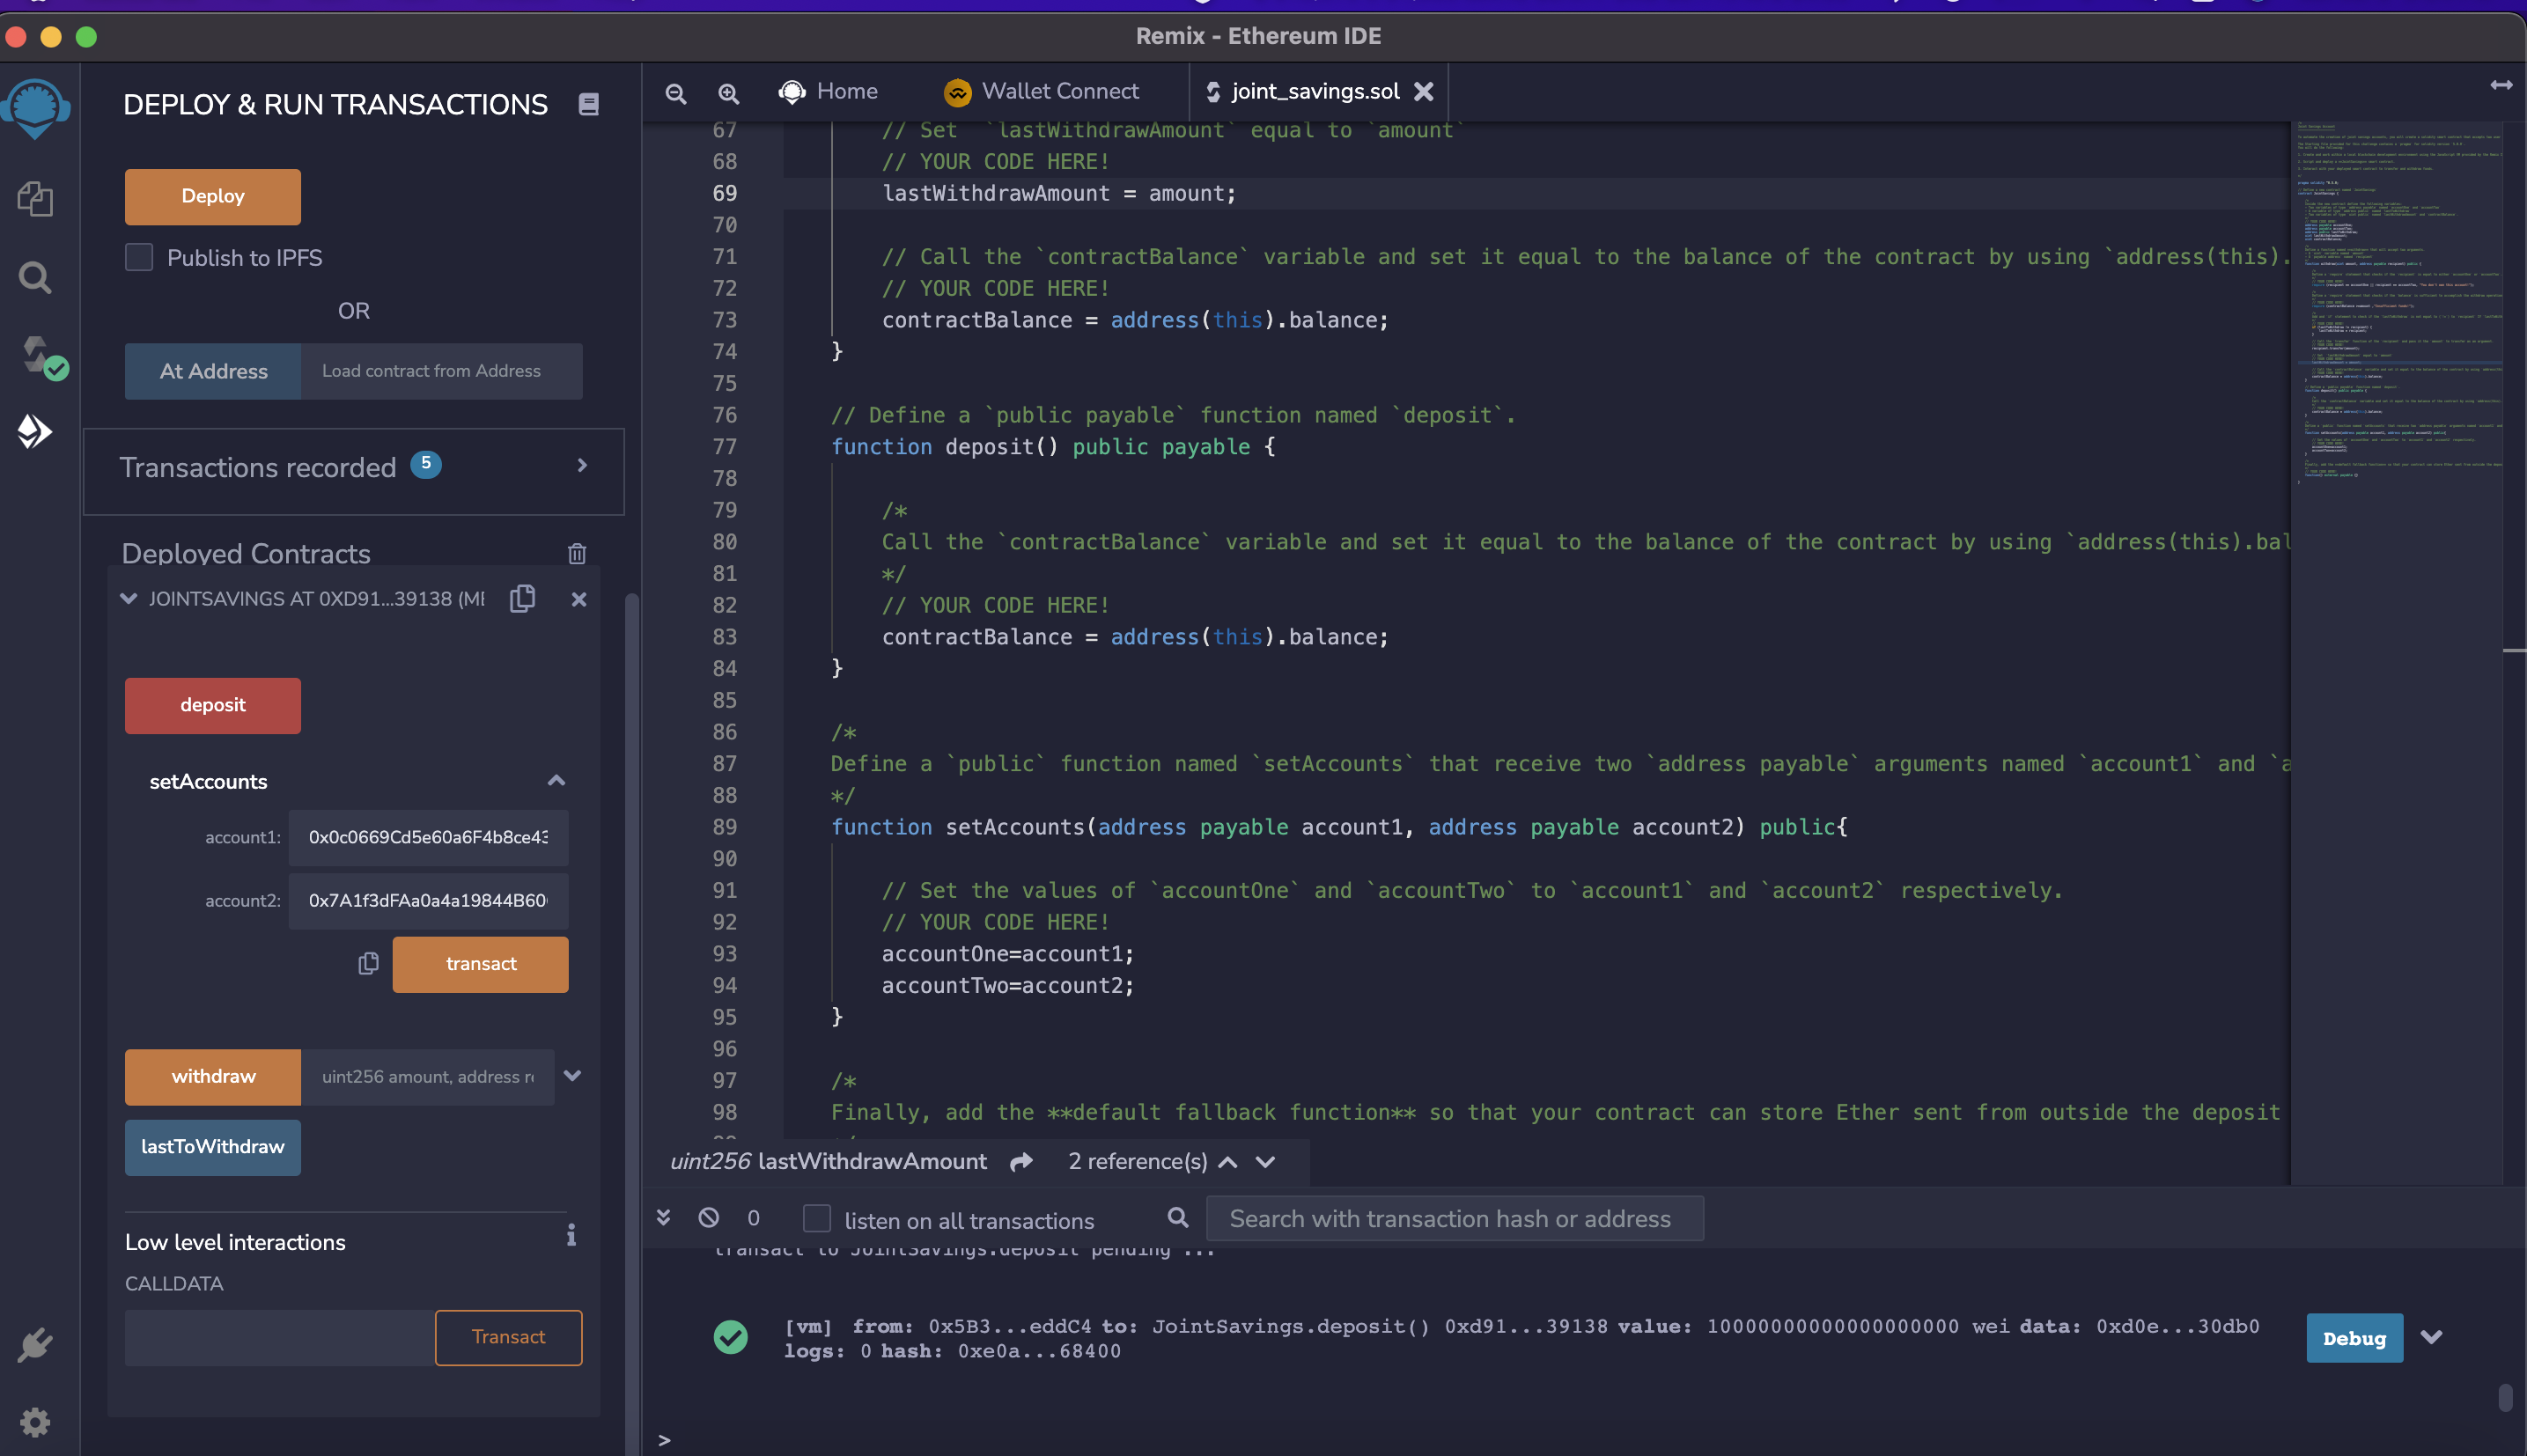 Remix - Ethereum IDE
DEPLOY & RUN TRANSACTIONS
Deploy
Publish to IPFS
OR
At Address
Load contract from Address
Transactions recorded 5
Deployed Contracts
JOINTSAVINGS AT 0XD91...39138 (ME
deposit
setAccounts
account1: 0x0c0669Cd5e60a6F4b8ce43
account2: 0x7A1f3dFAa0a4a19844B60
transact
withdraw
uint256 amount, address re
lastToWithdraw
Low level interactions
i
CALLDATA
Transact
Home
Wallet Connect
joint_savings.sol
67 // Set `lastWithdrawAmount` equal to `amount`
68 // YOUR CODE HERE!
69 lastWithdrawAmount = amount;
70
71 // Call the `contractBalance` variable and set it equal to the balance of the contract by using `address(this).
72 // YOUR CODE HERE!
73 contractBalance = address(this).balance;
74 }
75
76 // Define a `public payable` function named `deposit`.
77 function deposit() public payable {
78
79 /*
80 Call the `contractBalance` variable and set it equal to the balance of the contract by using `address(this).bal
81 */
82 // YOUR CODE HERE!
83 contractBalance = address(this).balance;
84 }
85
86 /*
87 Define a `public` function named `setAccounts` that receive two `address payable` arguments named `account1` and `a
88 */
89 function setAccounts(address payable account1, address payable account2) public{
90
91 // Set the values of `accountOne` and `accountTwo` to `account1` and `account2` respectively.
92 // YOUR CODE HERE!
93 accountOne=account1;
94 accountTwo=account2;
95 }
96
97 /*
98 Finally, add the **default fallback function** so that your contract can store Ether sent from outside the deposit
uint256 lastWithdrawAmount 2 reference(s)
0
listen on all transactions
Search with transaction hash or address
transact to JointSavings.deposit pending ...
[vm] from: 0x5B3...eddC4 to: JointSavings.deposit() 0xd91...39138 value: 10000000000000000000 wei data: 0xd0e...30db0
logs: 0 hash: 0xe0a...68400
Debug
>